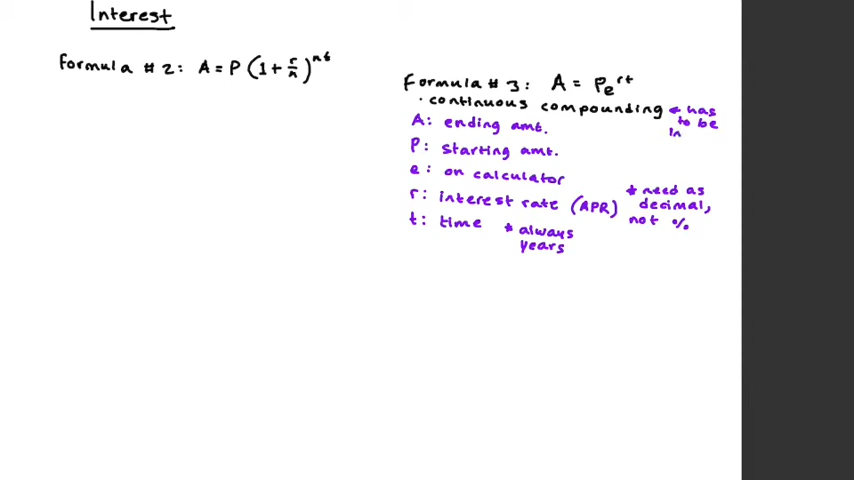 Interest
Formula # 2: A = P (1 + r/n)^nt
Formula # 3: A = Pe^rt
· continuous compounding ← has
to be
in
A: ending amt.
P: starting amt.
e: on calculator
r: interest rate (APR) * need as
decimal,
not %
t: time * always
years